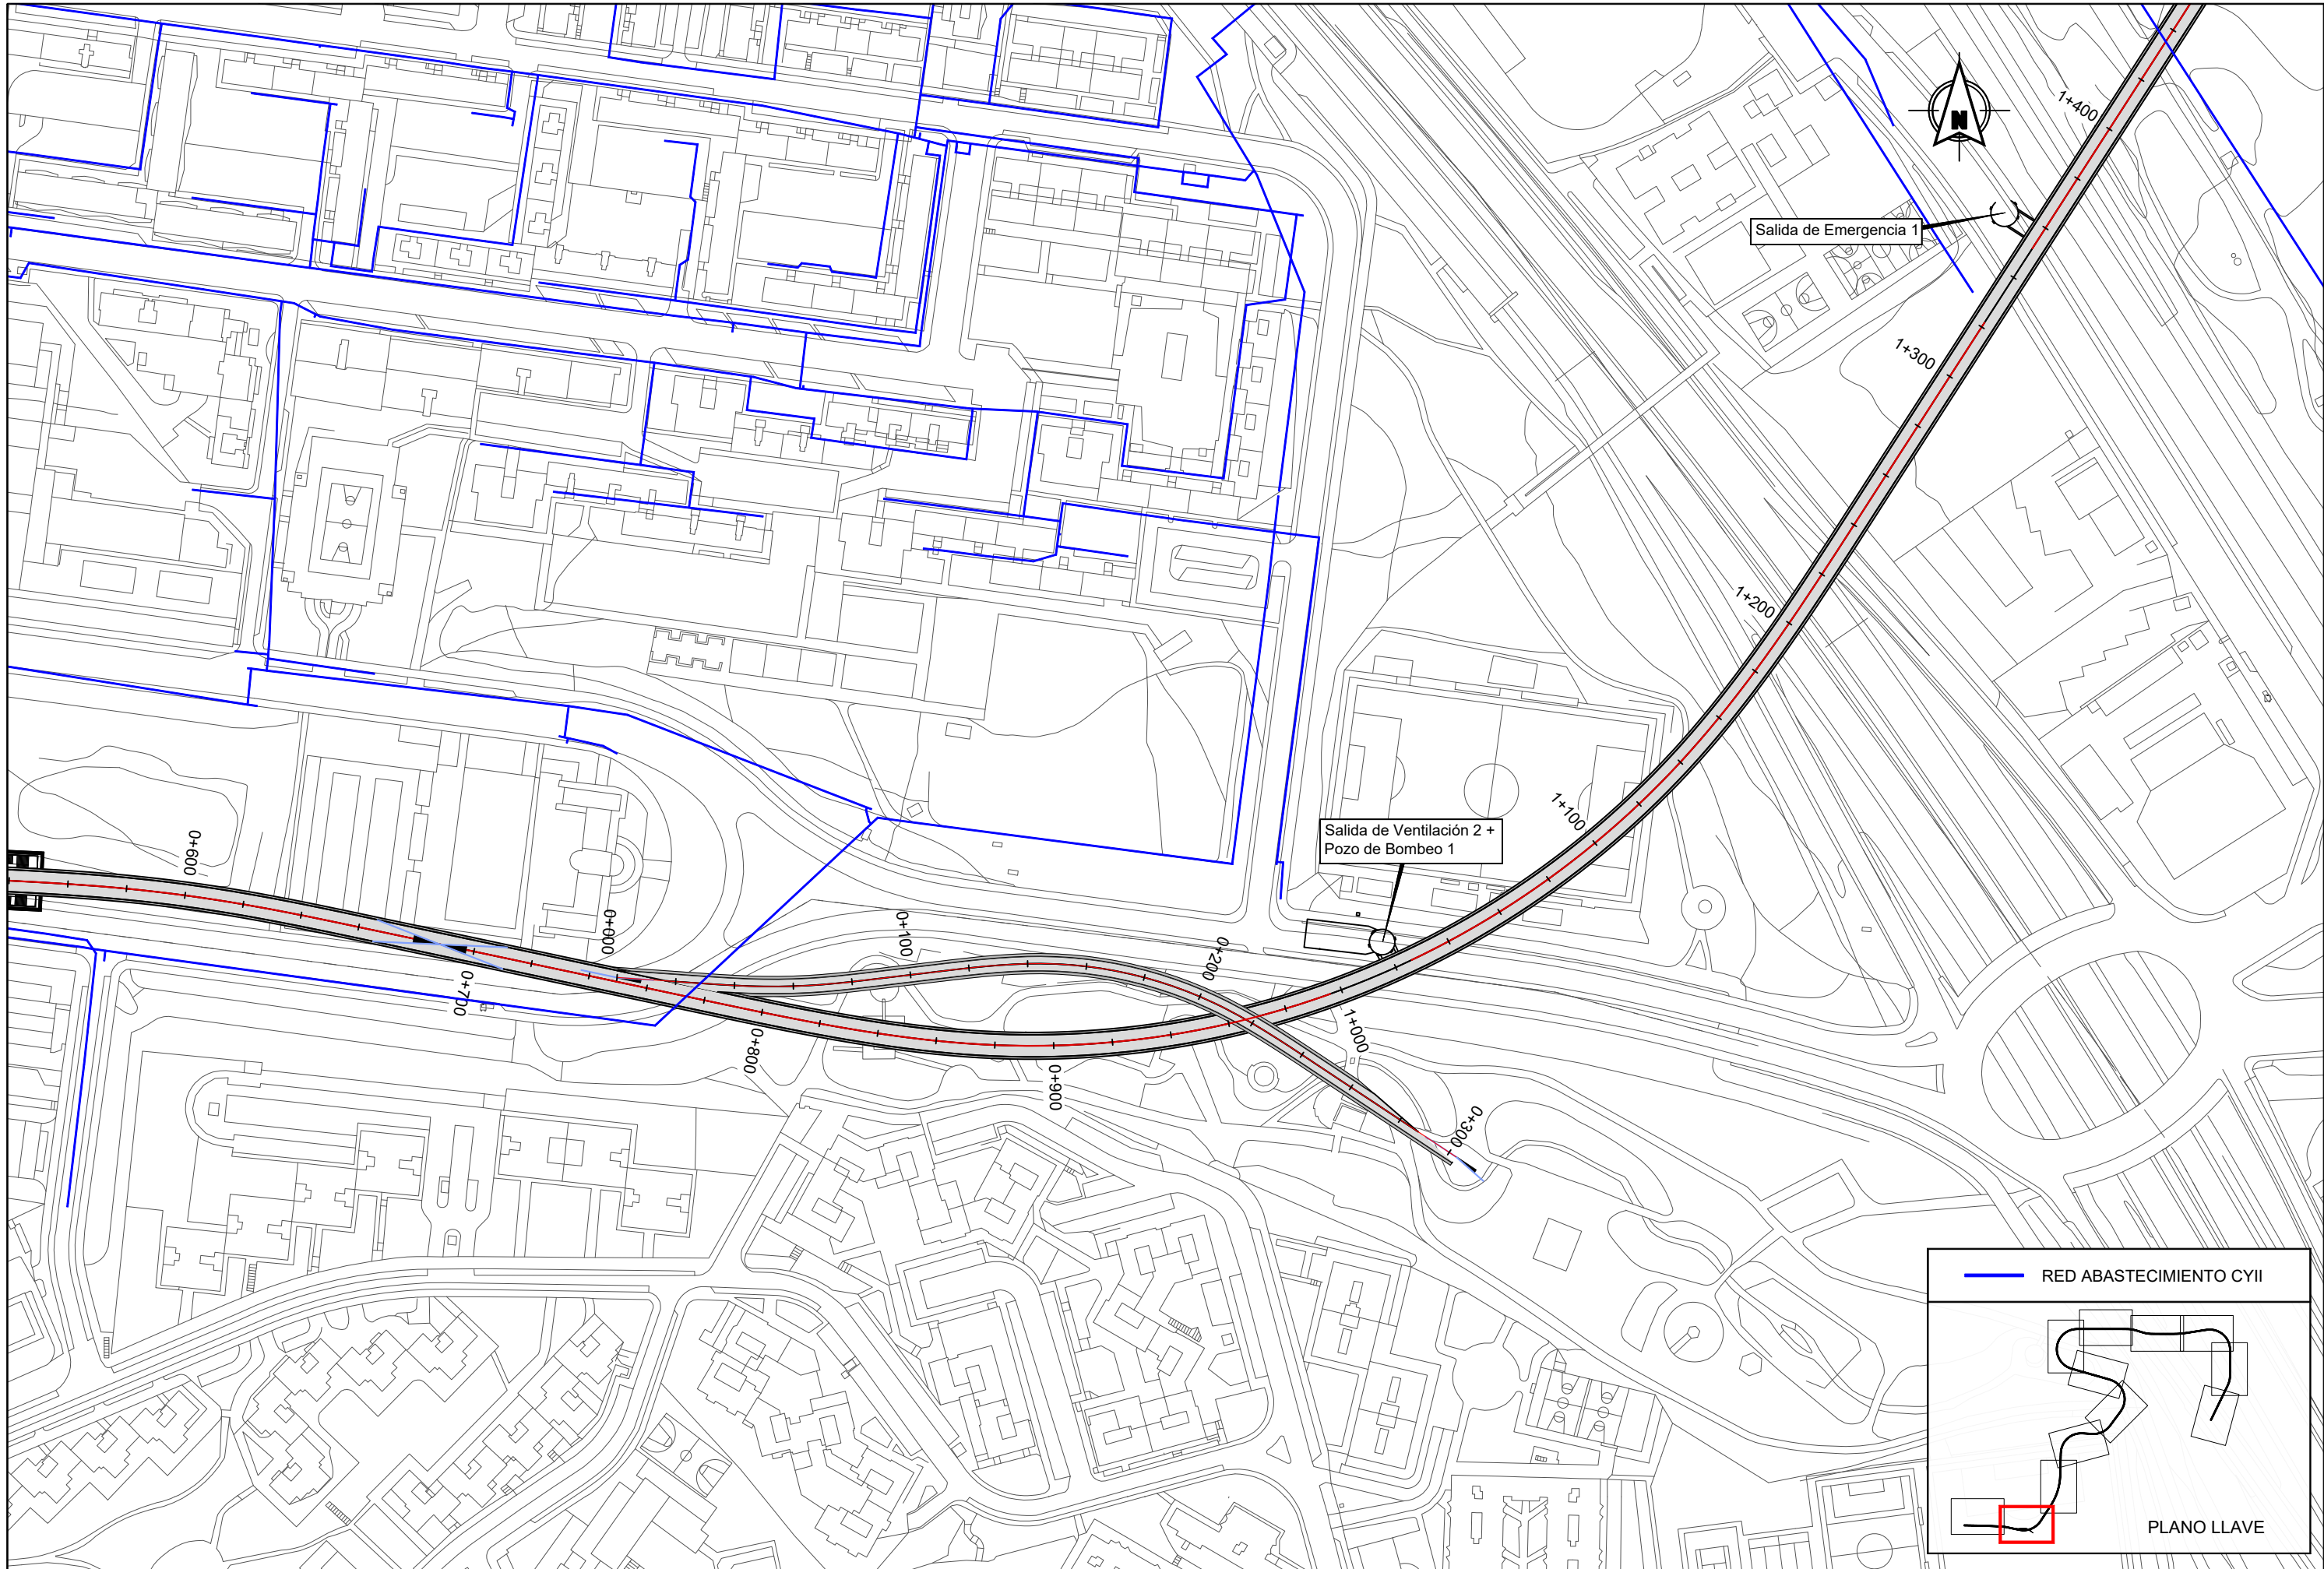 1+400
N
Salida de Emergencia 1
1+300
1+200
1+100
Salida de Ventilación 2 +
Pozo de Bombeo 1
0+600
0+000
0+100
0+200
0+700
0+800
1+000
0+900
0+300
RED ABASTECIMIENTO CYII
PLANO LLAVE